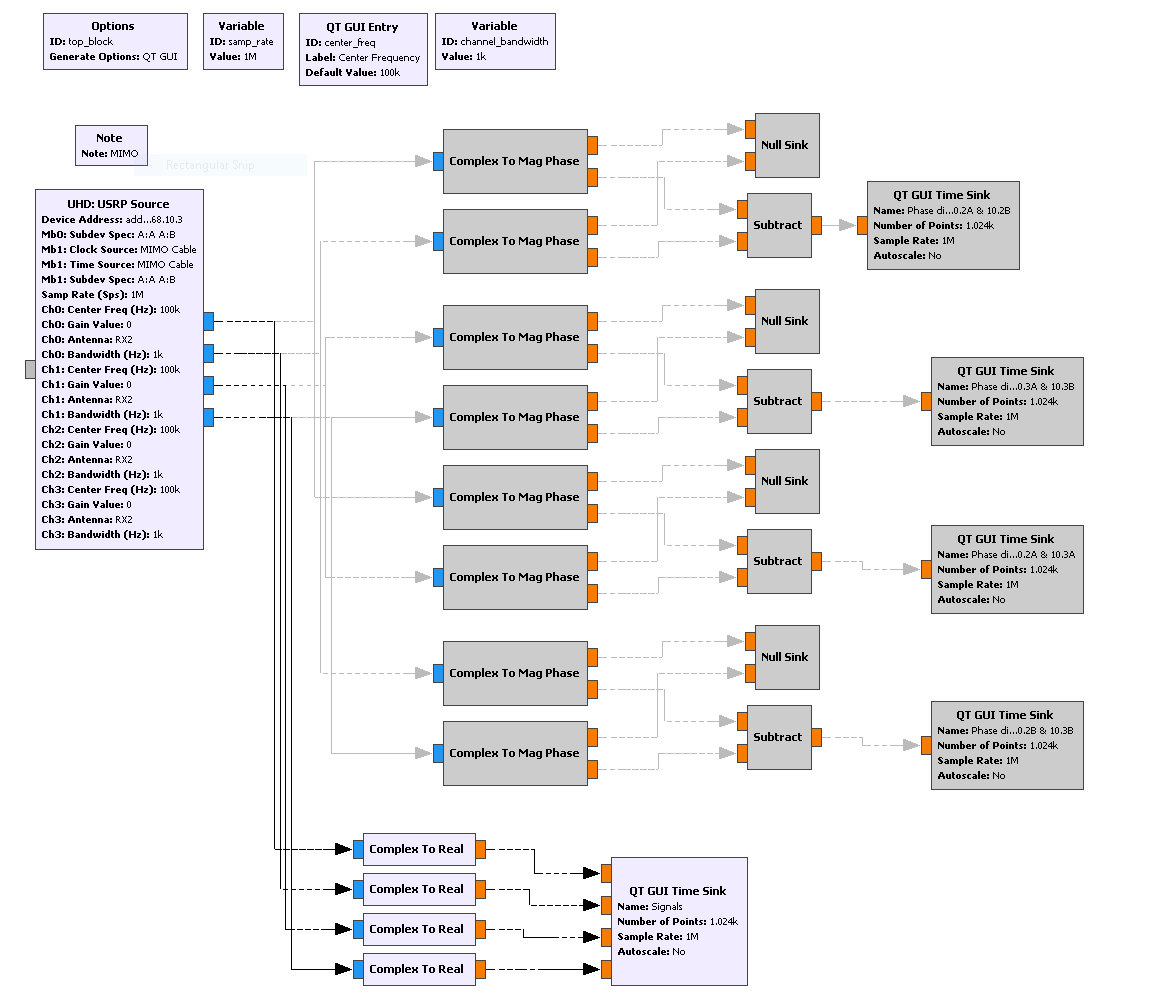 Options
ID: top_block
Generate Options: QT GUI
Variable
ID: samp_rate
Value: 1M
QT GUI Entry
ID: center_freq
Label: Center Frequency
Default Value: 100k
Variable
ID: channel_bandwidth
Value: 1k
Note
Note: MIMO
Rectangular Snip
UHD: USRP Source
Device Address: add...68.10.3
Mb0: Subdev Spec: A:A A:B
Mb1: Clock Source: MIMO Cable
Mb1: Time Source: MIMO Cable
Mb1: Subdev Spec: A:A A:B
Samp Rate (Sps): 1M
Ch0: Center Freq (Hz): 100k
Ch0: Gain Value: 0
Ch0: Antenna: RX2
Ch0: Bandwidth (Hz): 1k
Ch1: Center Freq (Hz): 100k
Ch1: Gain Value: 0
Ch1: Antenna: RX2
Ch1: Bandwidth (Hz): 1k
Ch2: Center Freq (Hz): 100k
Ch2: Gain Value: 0
Ch2: Antenna: RX2
Ch2: Bandwidth (Hz): 1k
Ch3: Center Freq (Hz): 100k
Ch3: Gain Value: 0
Ch3: Antenna: RX2
Ch3: Bandwidth (Hz): 1k
Complex To Mag Phase
Complex To Mag Phase
Null Sink
Subtract
QT GUI Time Sink
Name: Phase di...0.2A & 10.2B
Number of Points: 1.024k
Sample Rate: 1M
Autoscale: No
Complex To Mag Phase
Complex To Mag Phase
Null Sink
Subtract
QT GUI Time Sink
Name: Phase di...0.3A & 10.3B
Number of Points: 1.024k
Sample Rate: 1M
Autoscale: No
Complex To Mag Phase
Complex To Mag Phase
Null Sink
Subtract
QT GUI Time Sink
Name: Phase di...0.2A & 10.3A
Number of Points: 1.024k
Sample Rate: 1M
Autoscale: No
Complex To Mag Phase
Complex To Mag Phase
Null Sink
Subtract
QT GUI Time Sink
Name: Phase di...0.2B & 10.3B
Number of Points: 1.024k
Sample Rate: 1M
Autoscale: No
Complex To Real
Complex To Real
Complex To Real
Complex To Real
QT GUI Time Sink
Name: Signals
Number of Points: 1.024k
Sample Rate: 1M
Autoscale: No